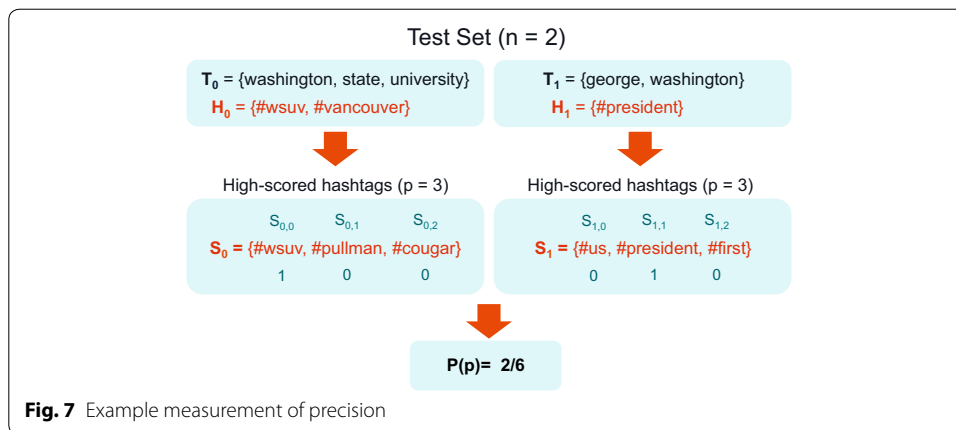 Test Set (n = 2)
T0 = {washington, state, university}
H0 = {#wsuv, #vancouver}
T1 = {george, washington}
H1 = {#president}
High-scored hashtags (p = 3)
S0,0 S0,1 S0,2
S0 = {#wsuv, #pullman, #cougar}
1 0 0
High-scored hashtags (p = 3)
S1,0 S1,1 S1,2
S1 = {#us, #president, #first}
0 1 0
P(p)= 2/6
Fig. 7 Example measurement of precision